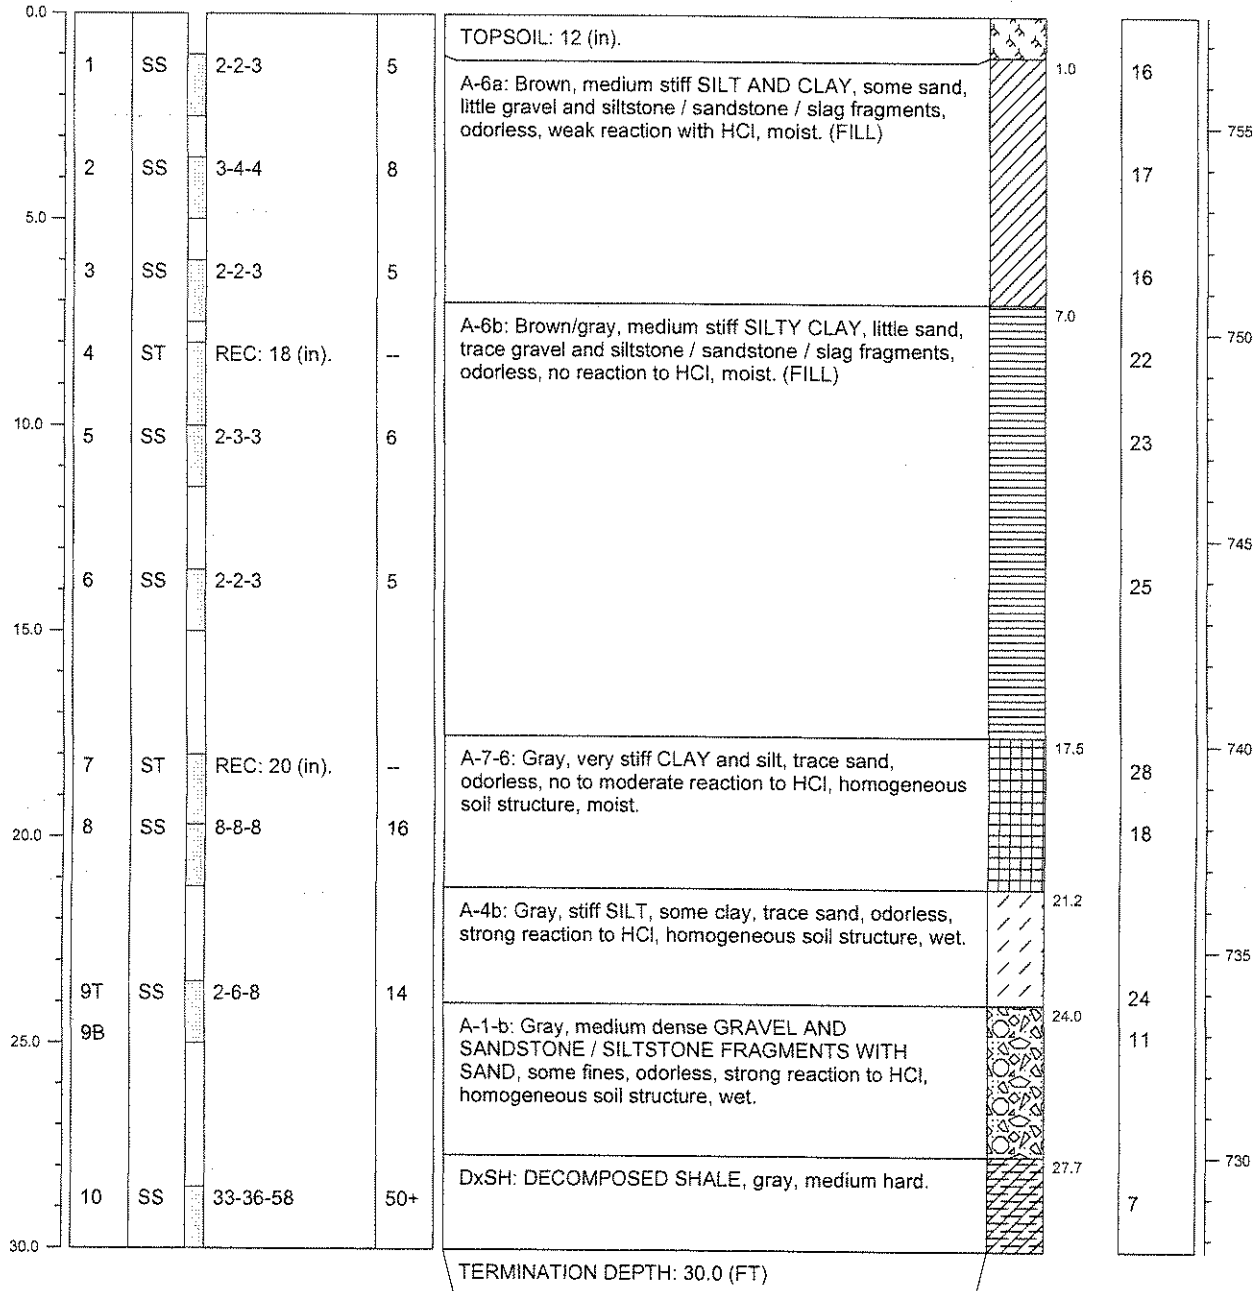 0.0
TOPSOIL: 12 (in).
1 SS 2-2-3 5 1.0 16
A-6a: Brown, medium stiff SILT AND CLAY, some sand,
little gravel and siltstone / sandstone / slag fragments,
odorless, weak reaction with HCl, moist. (FILL)
755
2 SS 3-4-4 8 17
5.0
3 SS 2-2-3 5 16
7.0
A-6b: Brown/gray, medium stiff SILTY CLAY, little sand,
trace gravel and siltstone / sandstone / slag fragments,
odorless, no reaction to HCl, moist. (FILL)
750
4 ST REC: 18 (in). -- 22
10.0
5 SS 2-3-3 6 23
745
6 SS 2-2-3 5 25
15.0
17.5 740
A-7-6: Gray, very stiff CLAY and silt, trace sand,
odorless, no to moderate reaction to HCl, homogeneous
soil structure, moist.
7 ST REC: 20 (in). -- 28
20.0 8 SS 8-8-8 16 18
21.2
A-4b: Gray, stiff SILT, some clay, trace sand, odorless,
strong reaction to HCl, homogeneous soil structure, wet.
735
9T SS 2-6-8 14 24
24.0
25.0 9B 11
A-1-b: Gray, medium dense GRAVEL AND
SANDSTONE / SILTSTONE FRAGMENTS WITH
SAND, some fines, odorless, strong reaction to HCl,
homogeneous soil structure, wet.
730
27.7
DxSH: DECOMPOSED SHALE, gray, medium hard.
10 SS 33-36-58 50+ 7
30.0
TERMINATION DEPTH: 30.0 (FT)